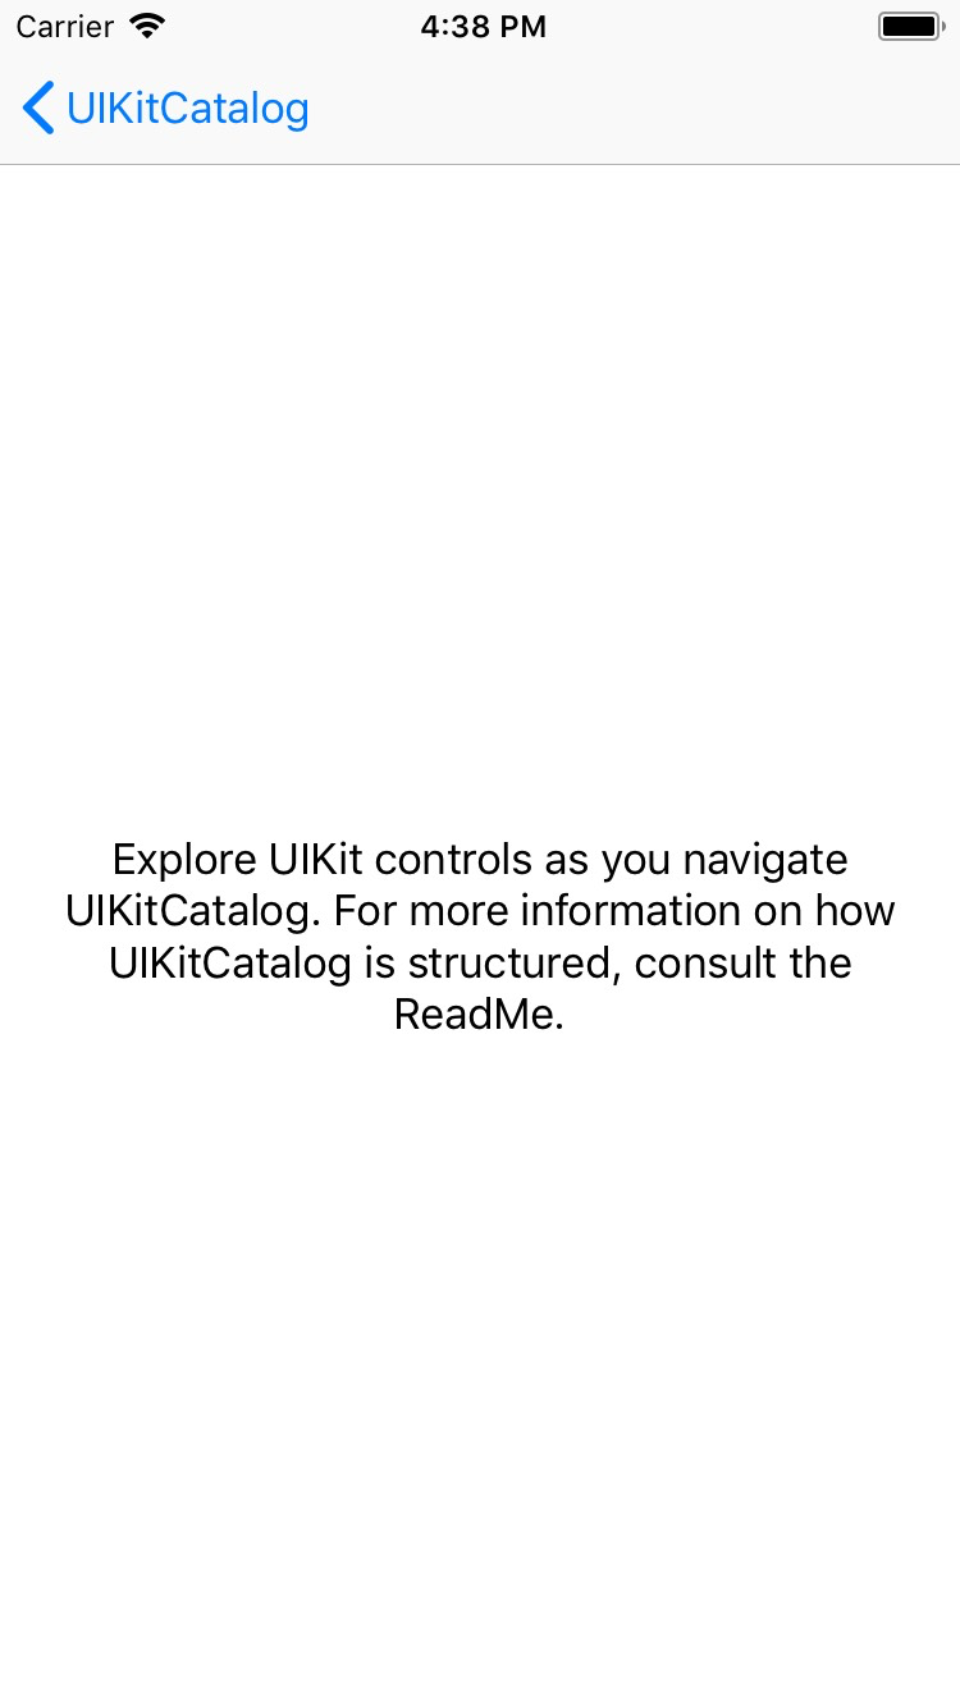 Carrier
4:38 PM
UIKitCatalog
Explore UIKit controls as you navigate
UIKitCatalog. For more information on how
UIKitCatalog is structured, consult the
ReadMe.